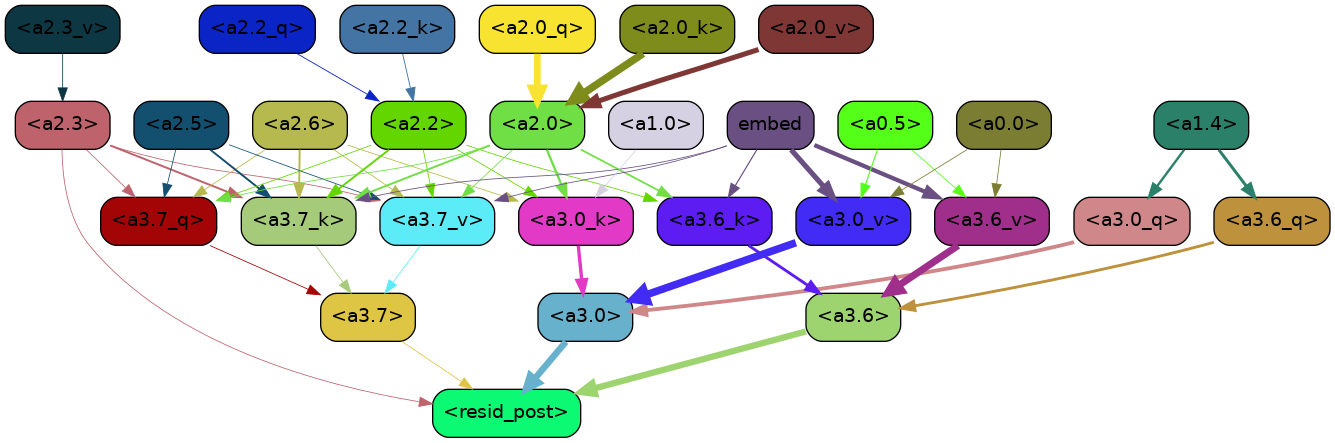 <a2.3_v> <a2.2_q> <a2.2_k> <a2.0_q> <a2.0_k> <a2.0_v>
<a2.3> <a2.5> <a2.6> <a2.2> <a2.0> <a1.0> embed <a0.5> <a0.0> <a1.4>
<a3.7_q> <a3.7_k> <a3.7_v> <a3.0_k> <a3.6_k> <a3.0_v> <a3.6_v> <a3.0_q> <a3.6_q>
<a3.7> <a3.0> <a3.6>
<resid_post>